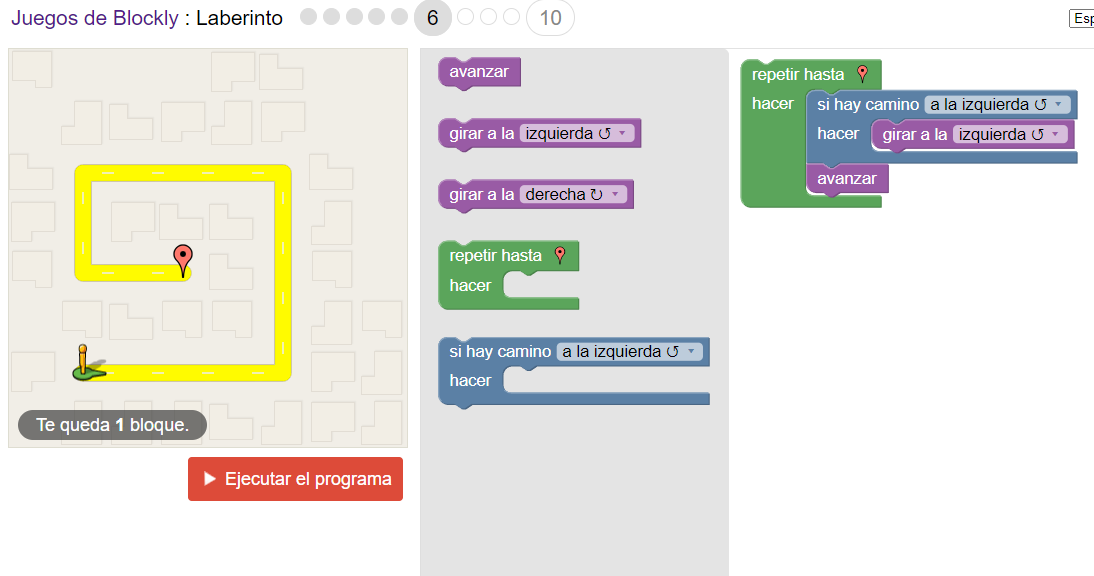 Juegos de Blockly : Laberinto 6 10
Esp
Te queda 1 bloque.
Ejecutar el programa
avanzar
girar a la izquierda ↺
girar a la derecha ↻
repetir hasta
hacer
si hay camino a la izquierda ↺
hacer
repetir hasta
hacer
si hay camino a la izquierda ↺
hacer
girar a la izquierda ↺
avanzar